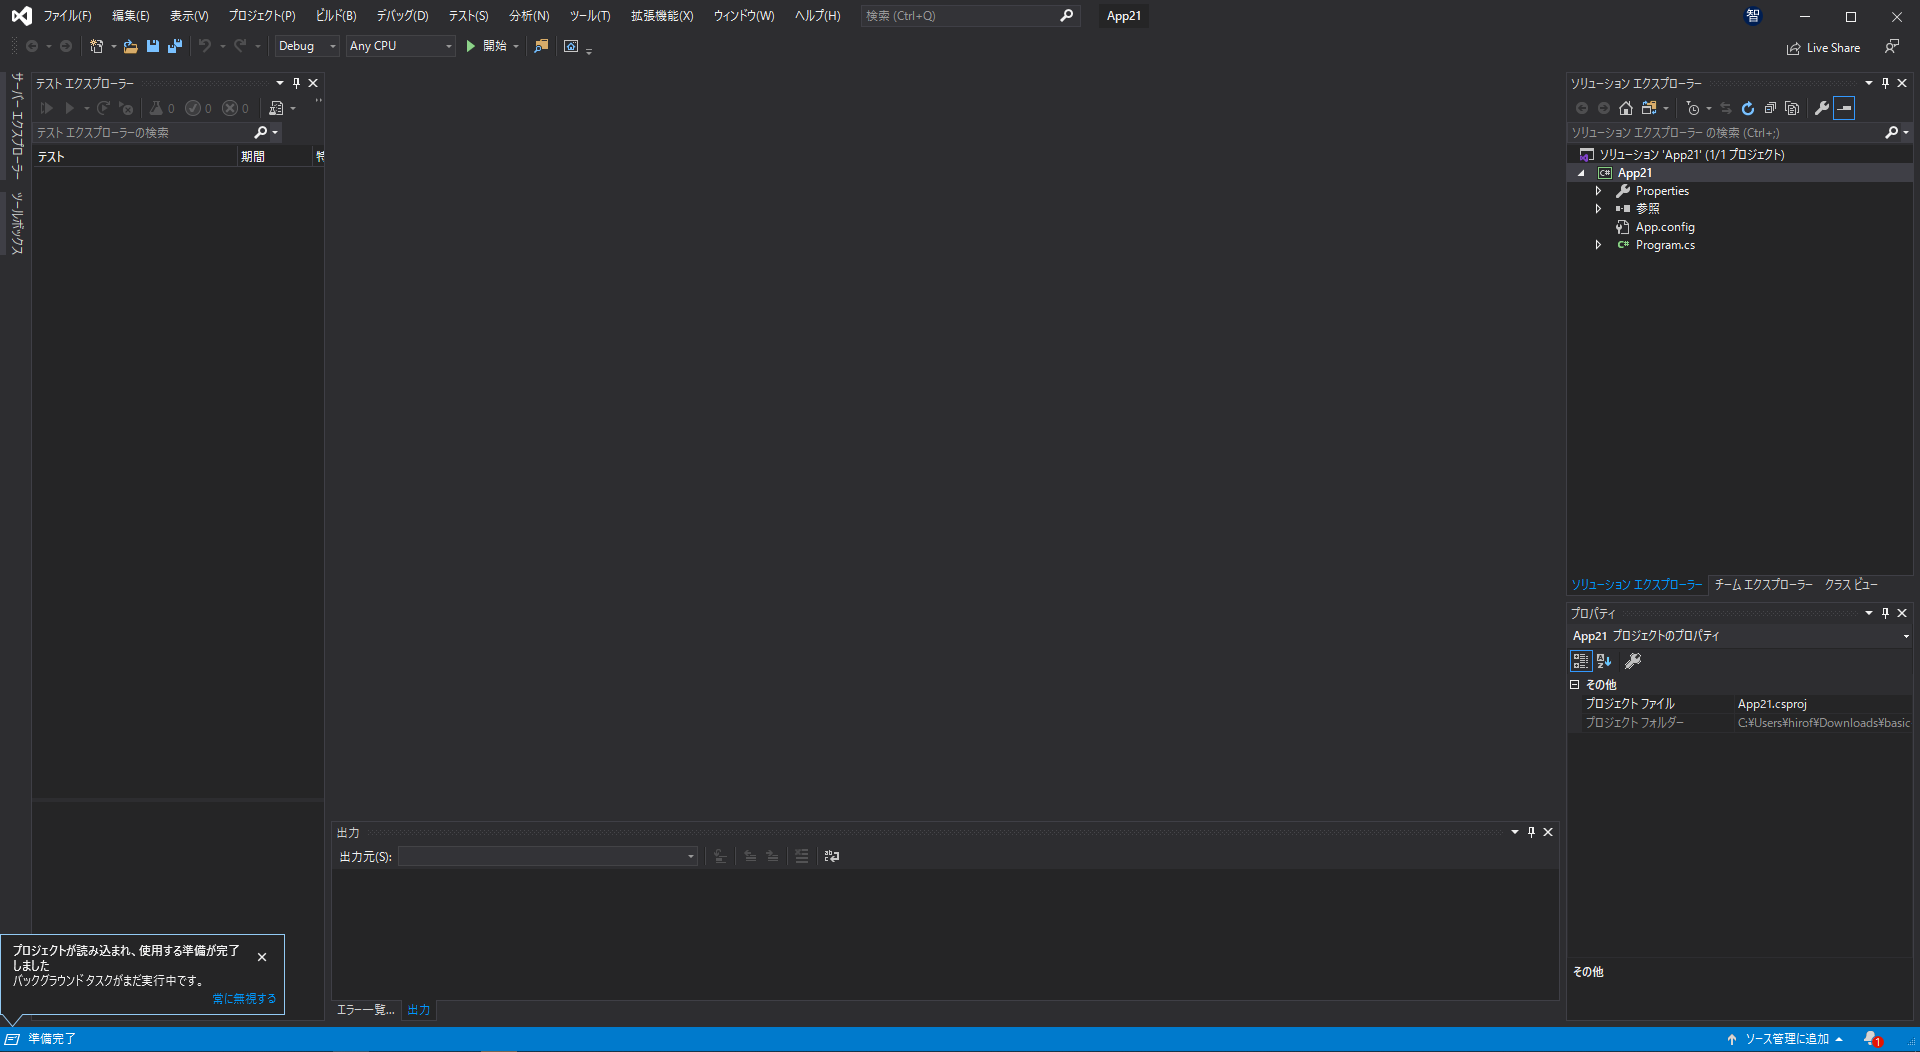 ファイル(F) 編集(E) 表示(V) プロジェクト(P) ビルド(B) デバッグ(D) テスト(S) 分析(N) ツール(T) 拡張機能(X) ウィンドウ(W) ヘルプ(H) 検索 (Ctrl+Q) App21 智
Debug Any CPU 開始 Live Share
サーバー エクスプローラー
ツールボックス
テスト エクスプローラー
0 0 0
テスト エクスプローラーの検索
テスト 期間 特
ソリューション エクスプローラー
ソリューション エクスプローラー の検索 (Ctrl+;)
ソリューション 'App21' (1/1 プロジェクト)
App21
Properties
参照
App.config
Program.cs
ソリューション エクスプローラー チーム エクスプローラー クラス ビュー
プロパティ
App21 プロジェクトのプロパティ
その他
プロジェクト ファイル App21.csproj
プロジェクト フォルダー C:¥Users¥hirof¥Downloads¥basic
その他
出力
出力元(S):
エラー一覧... 出力
プロジェクトが読み込まれ、使用する準備が完了
しました
バックグラウンド タスクがまだ実行中です。
常に無視する
準備完了 ソース管理に追加 1